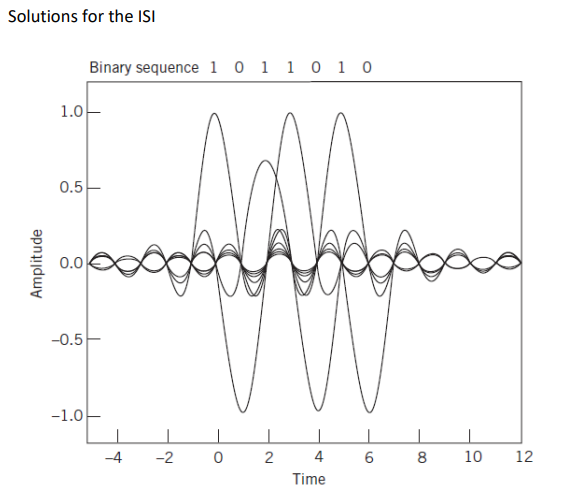 Solutions for the ISI
Binary sequence 1 0 1 1 0 1 0
1.0
0.5
0.0
−0.5
−1.0
Amplitude
−4 −2 0 2 4 6 8 10 12
Time